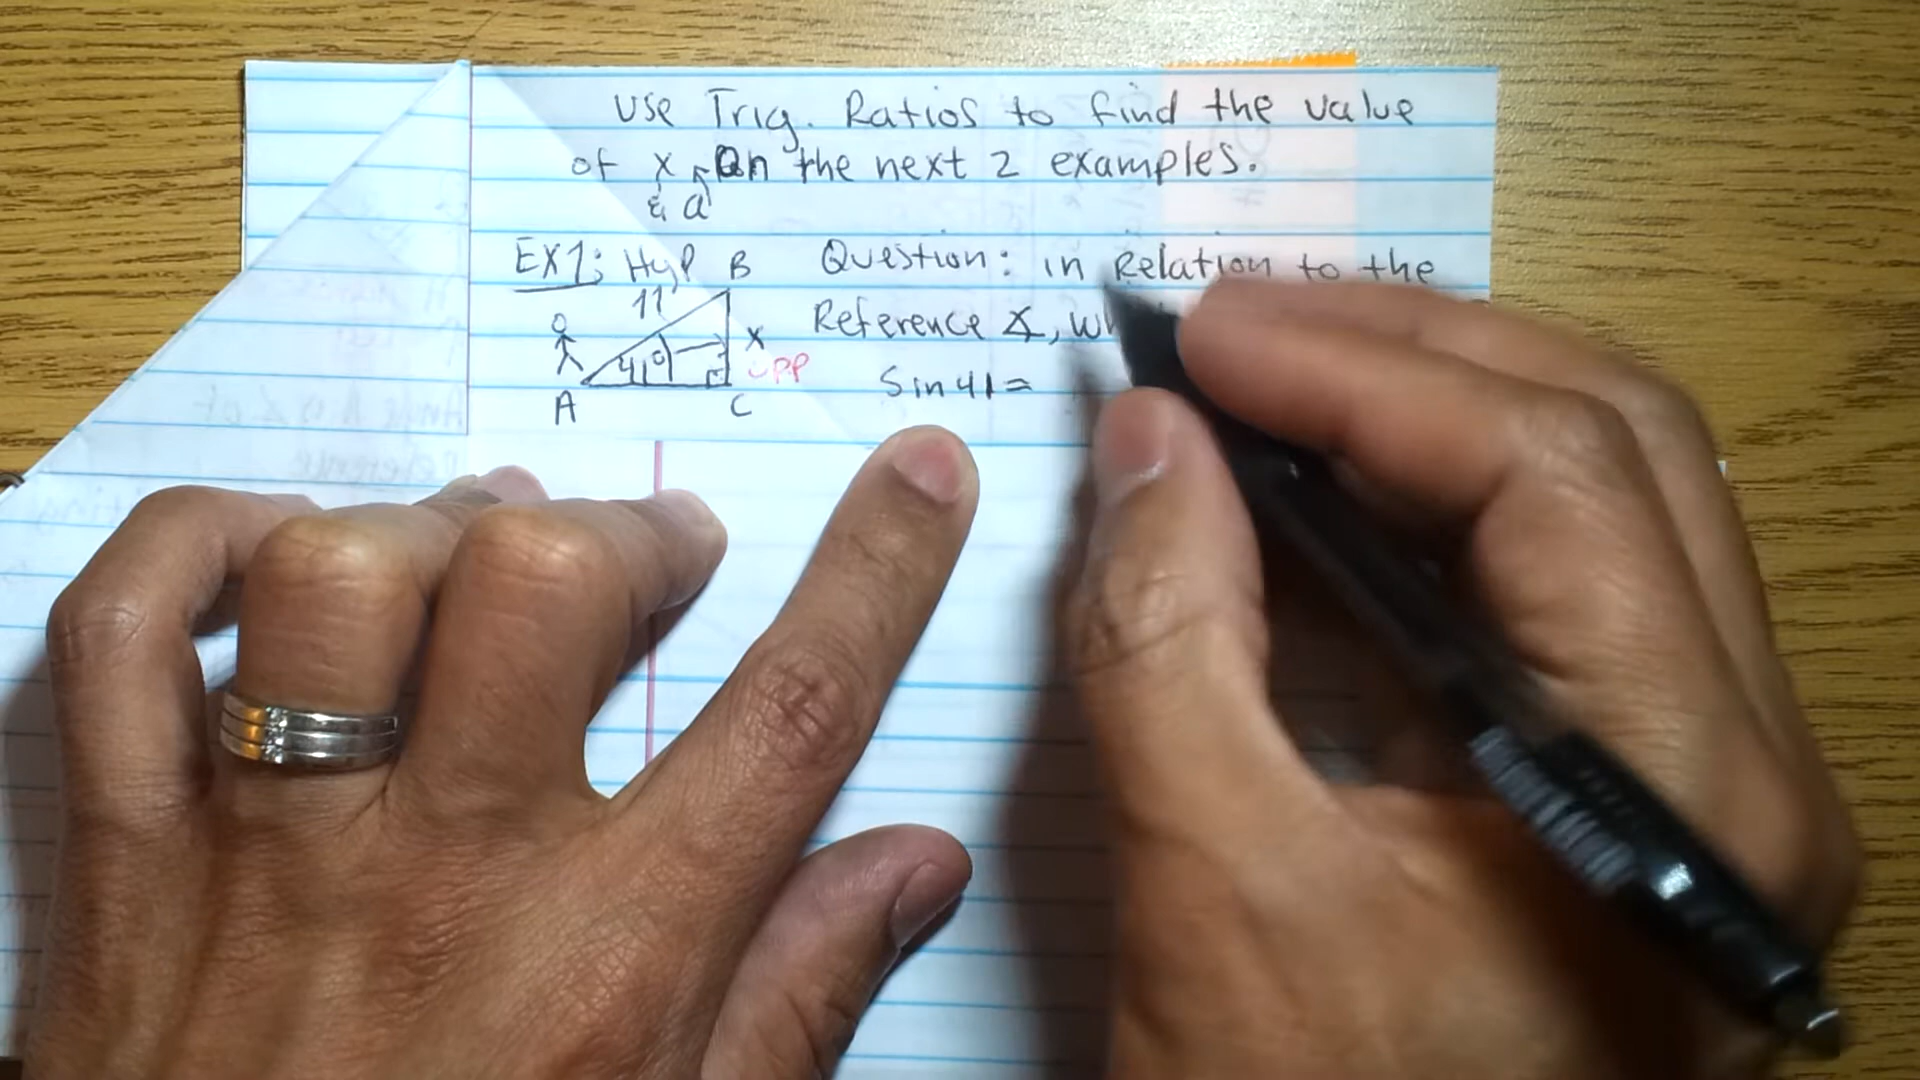 Use Trig. Ratios to find the value
of x on the next 2 examples.
& a
EX1: Hyp B
Question: in Relation to the
11
Reference ∡,
x
41°
opp
Sin 41 =
A
C